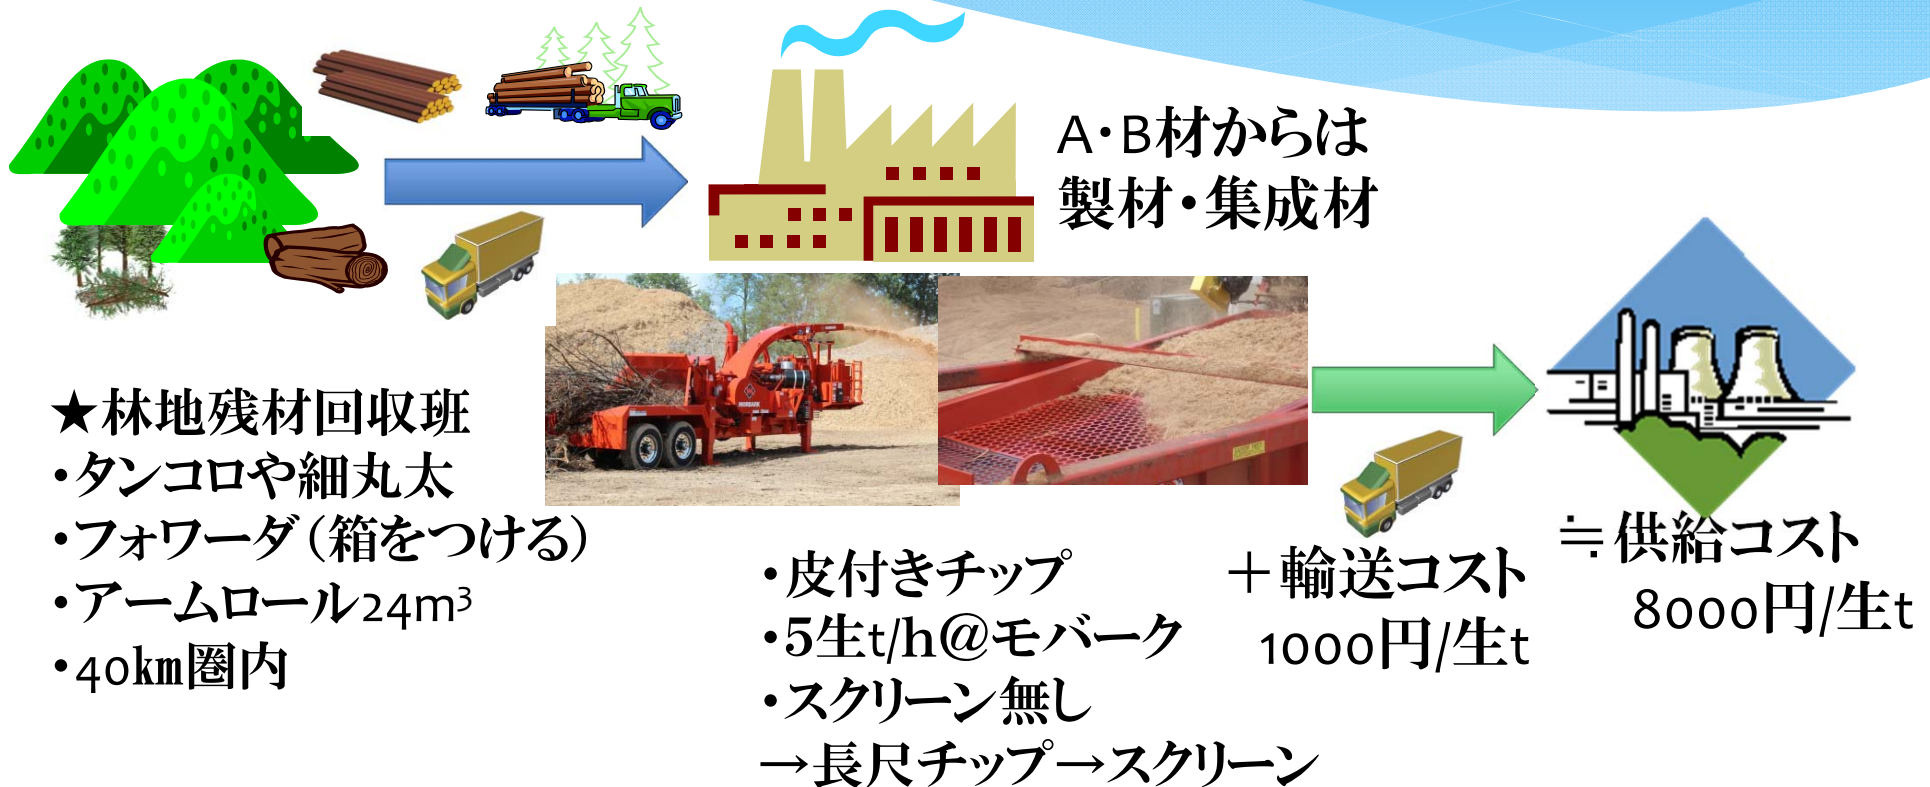 A・B材からは
製材・集成材
★林地残材回収班
・タンコロや細丸太
・フォワーダ（箱をつける）
・アームロール24m³
・40km圏内
・皮付きチップ
・5生t/h＠モバーク
・スクリーン無し
→長尺チップ→スクリーン
＋輸送コスト
1000円/生t
≒供給コスト
8000円/生t